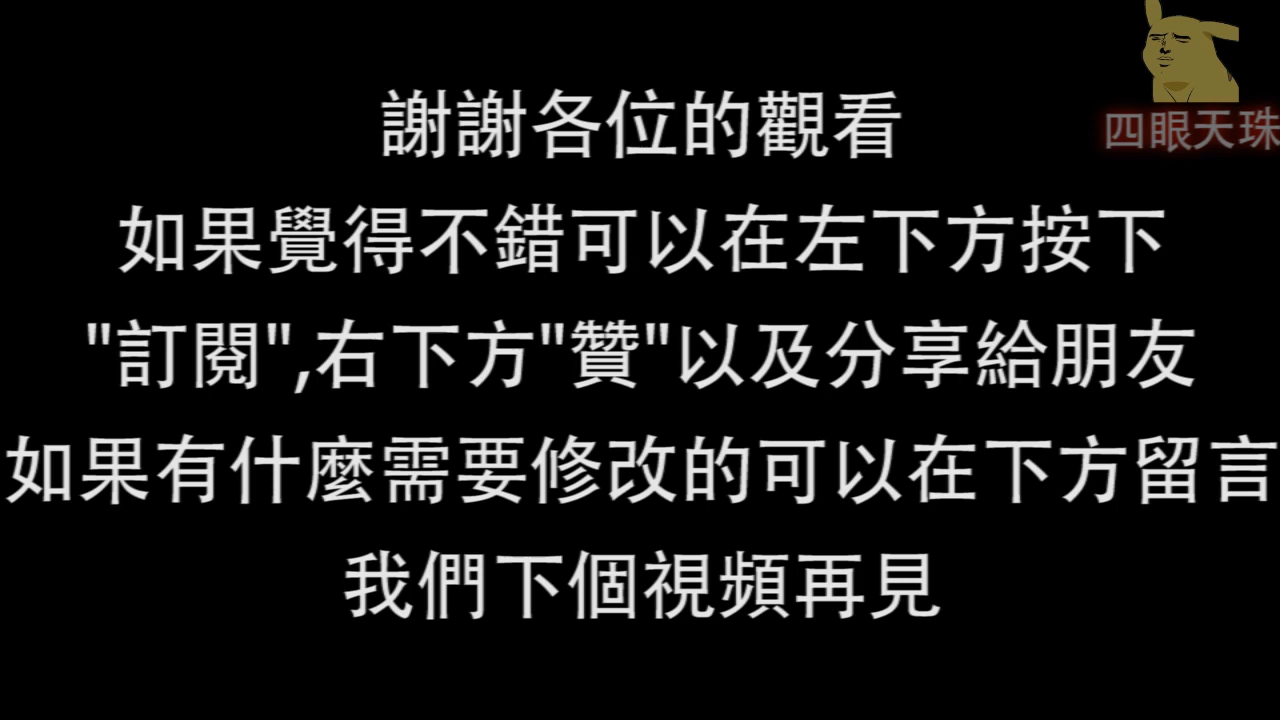 謝謝各位的觀看
四眼天珠
如果覺得不錯可以在左下方按下
"訂閱",右下方"贊"以及分享給朋友
如果有什麼需要修改的可以在下方留言
我們下個視頻再見